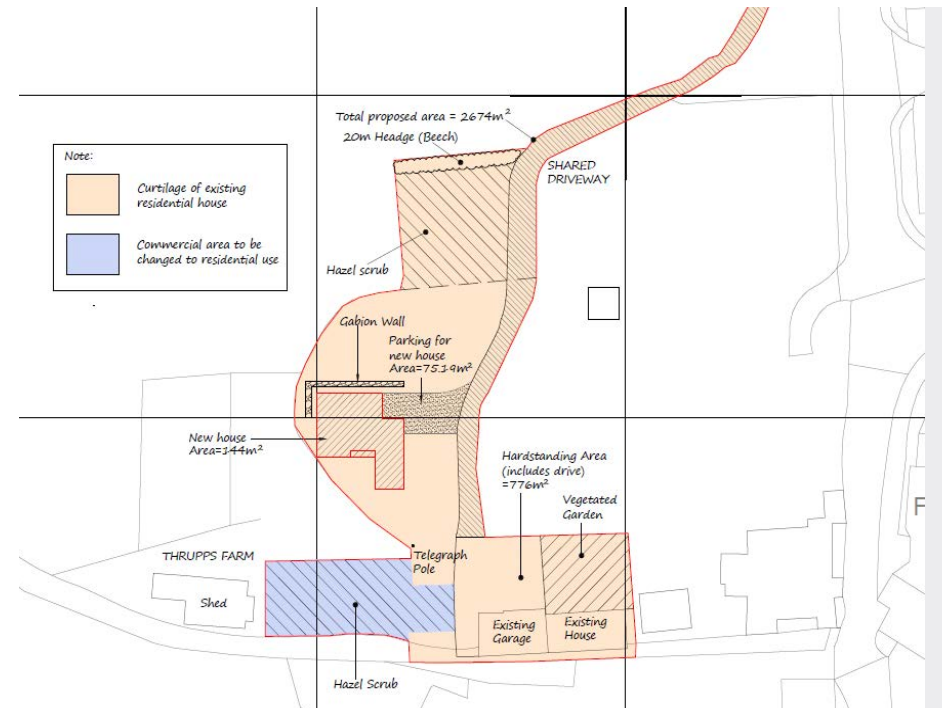 Total proposed area = 2674m²
20m Headge (Beech)
SHARED
DRIVEWAY
Note:
Curtilage of existing
residential house
Commercial area to be
changed to residential use
Hazel scrub
Gabion Wall
Parking for
new house
Area=75.19m²
New house
Area=144m²
Hardstanding Area
(includes drive)
=776m²
Vegetated
Garden
THRUPPS FARM
Telegraph
Pole
Shed
Existing
Garage
Existing
House
Hazel Scrub
F